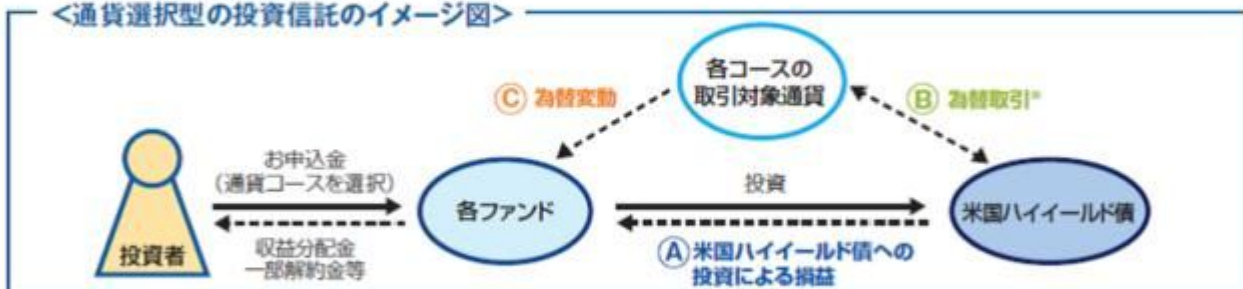 <通貨選択型の投資信託のイメージ図>
各コースの
取引対象通貨
Ⓒ 為替変動
Ⓑ 為替取引*
お申込金
(通貨コースを選択)
投資
投資者
各ファンド
米国ハイイールド債
収益分配金
一部解約金等
Ⓐ 米国ハイイールド債への
投資による損益